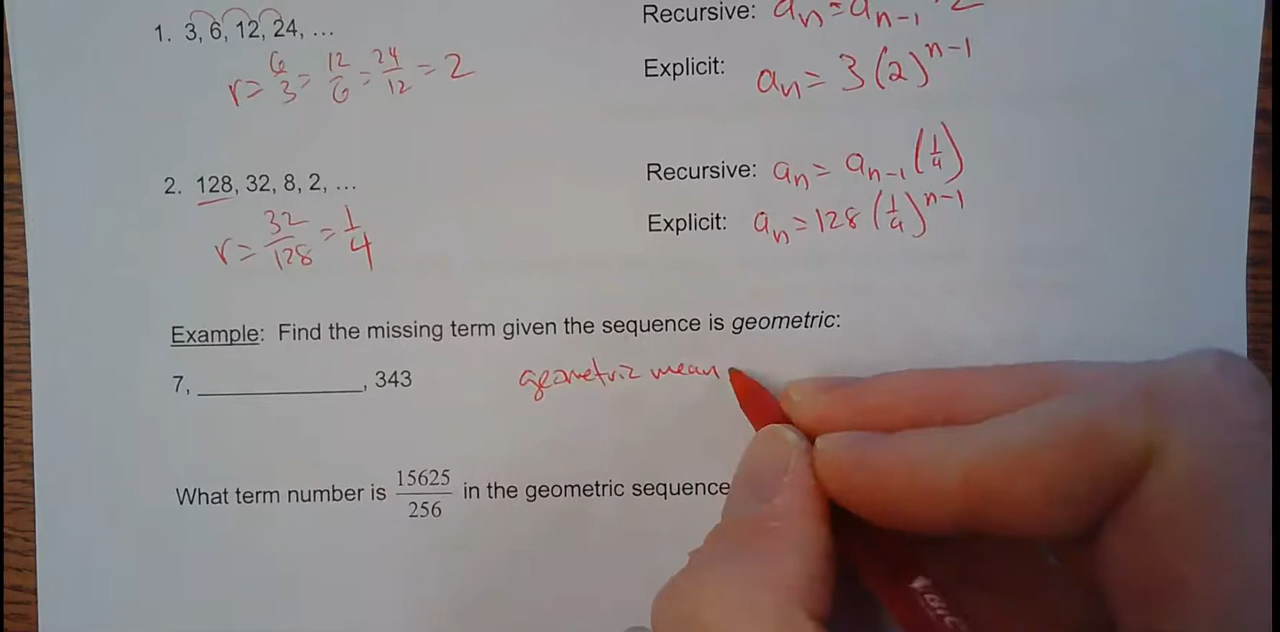 1. 3, 6, 12, 24, ...
Recursive: aₙ = aₙ₋₁ · 2
r = 6/3 = 12/6 = 24/12 = 2
Explicit: aₙ = 3(2)ⁿ⁻¹
2. 128, 32, 8, 2, ...
Recursive: aₙ = aₙ₋₁ (1/4)
r = 32/128 = 1/4
Explicit: aₙ = 128 (1/4)ⁿ⁻¹
Example: Find the missing term given the sequence is geometric:
7, ______________, 343
geometric mean
What term number is 15625/256 in the geometric sequence
BIC